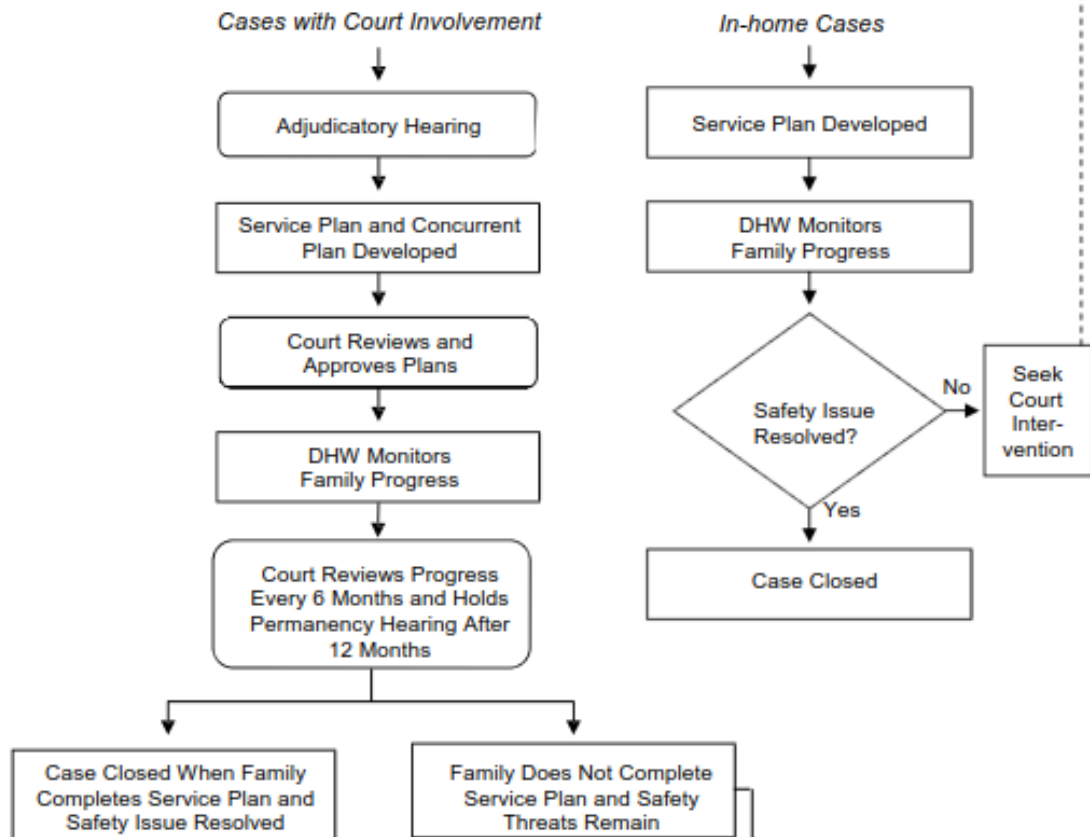 Cases with Court Involvement
Adjudicatory Hearing
Service Plan and Concurrent
Plan Developed
Court Reviews and
Approves Plans
DHW Monitors
Family Progress
Court Reviews Progress
Every 6 Months and Holds
Permanency Hearing After
12 Months
Case Closed When Family
Completes Service Plan and
Safety Issue Resolved
Family Does Not Complete
Service Plan and Safety
Threats Remain
In-home Cases
Service Plan Developed
DHW Monitors
Family Progress
Safety Issue
Resolved?
No
Seek
Court
Inter-
vention
Yes
Case Closed